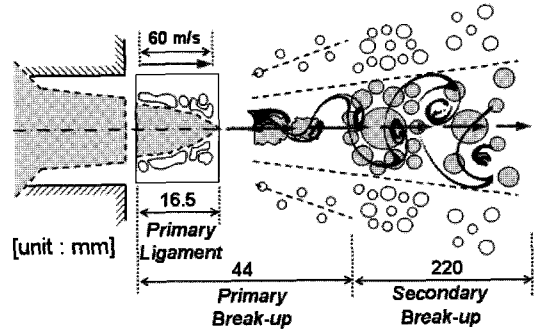 60 m/s
16.5
[unit : mm]
Primary
Ligament
44
220
Primary
Break-up
Secondary
Break-up